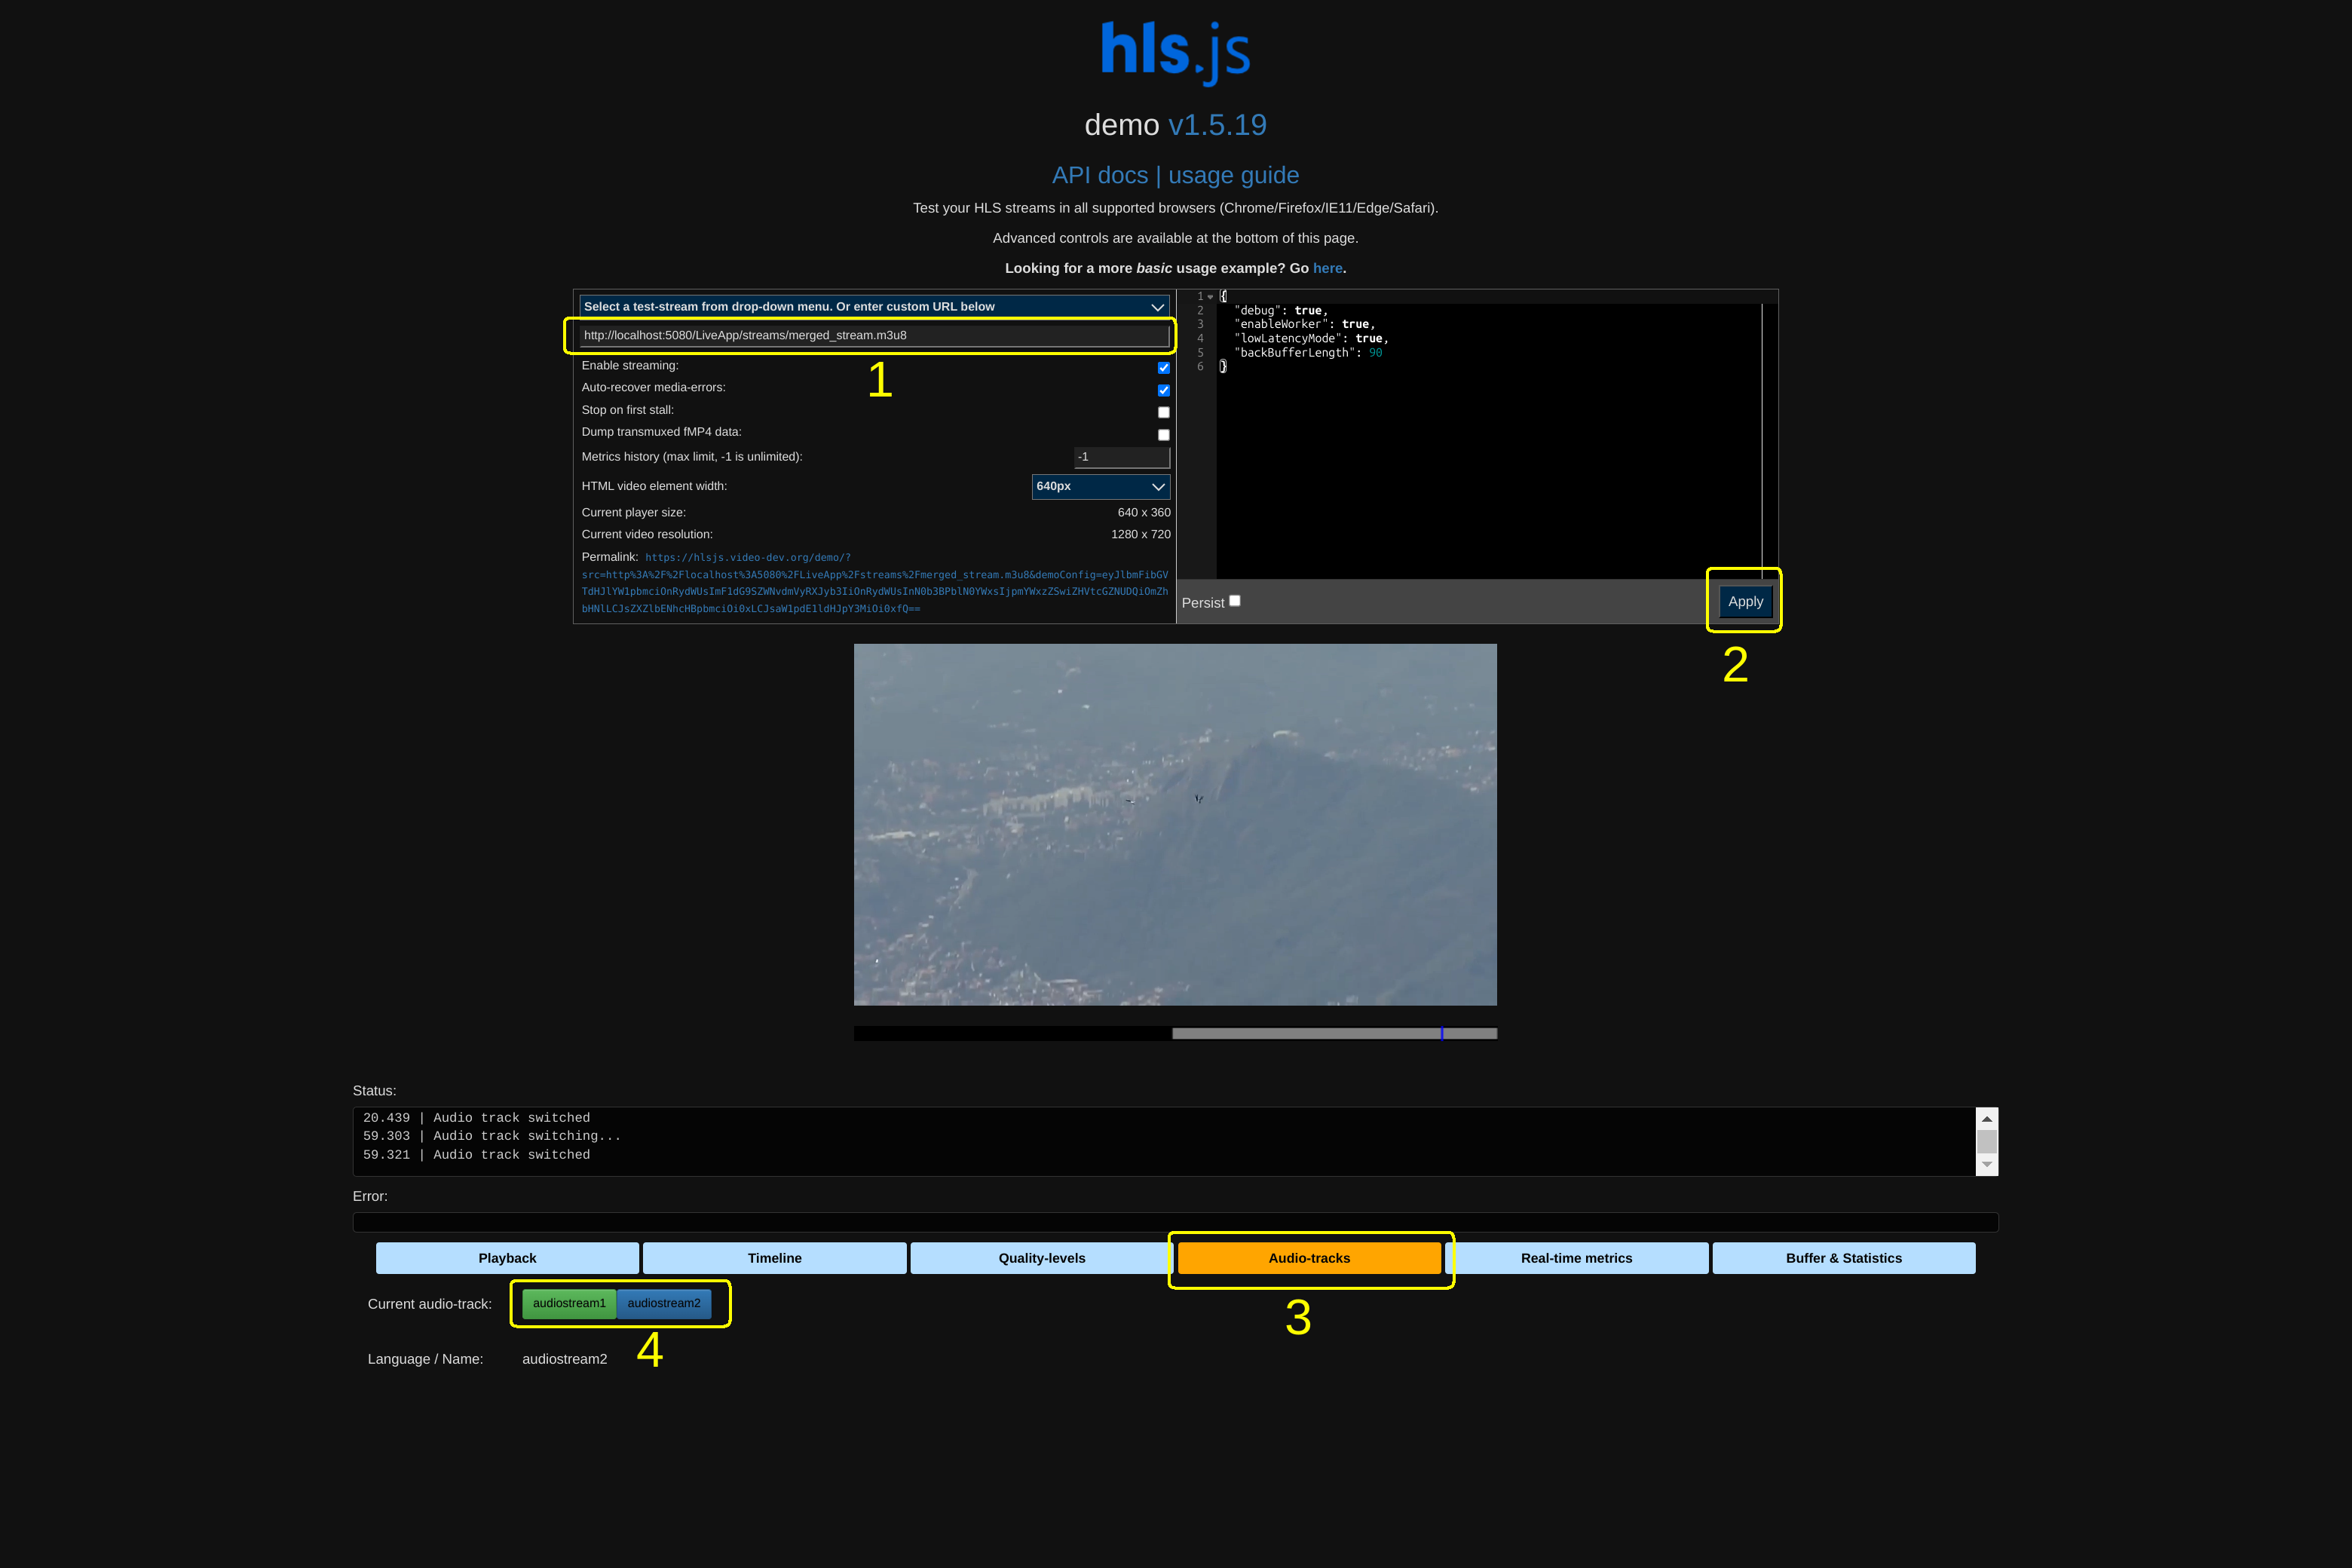 hls.js
demo v1.5.19
API docs | usage guide
Test your HLS streams in all supported browsers (Chrome/Firefox/IE11/Edge/Safari).
Advanced controls are available at the bottom of this page.
Looking for a more basic usage example? Go here.
Select a test-stream from drop-down menu. Or enter custom URL below
http://localhost:5080/LiveApp/streams/merged_stream.m3u8
1
Enable streaming:
Auto-recover media-errors:
Stop on first stall:
Dump transmuxed fMP4 data:
Metrics history (max limit, -1 is unlimited): -1
HTML video element width: 640px
Current player size: 640 x 360
Current video resolution: 1280 x 720
Permalink: https://hlsjs.video-dev.org/demo/?
src=http%3A%2F%2Flocalhost%3A5080%2FLiveApp%2Fstreams%2Fmerged_stream.m3u8&demoConfig=eyJlbmFibGV
TdHJlYW1pbmciOnRydWUsImF1dG9SZWNvdmVyRXJyb3IiOnRydWUsInN0b3BPblN0YWxsIjpmYWxzZSwiZHVtcGZNUDQiOmZh
bHNlLCJsZXZlbENhcHBpbmciOi0xLCJsaW1pdE1ldHJpY3MiOi0xfQ==
1 {
2 "debug": true,
3 "enableWorker": true,
4 "lowLatencyMode": true,
5 "backBufferLength": 90
6 }
Persist
Apply
2
Status:
20.439 | Audio track switched
59.303 | Audio track switching...
59.321 | Audio track switched
Error:
Playback
Timeline
Quality-levels
Audio-tracks
Real-time metrics
Buffer & Statistics
3
Current audio-track: audiostream1 audiostream2
4
Language / Name: audiostream2